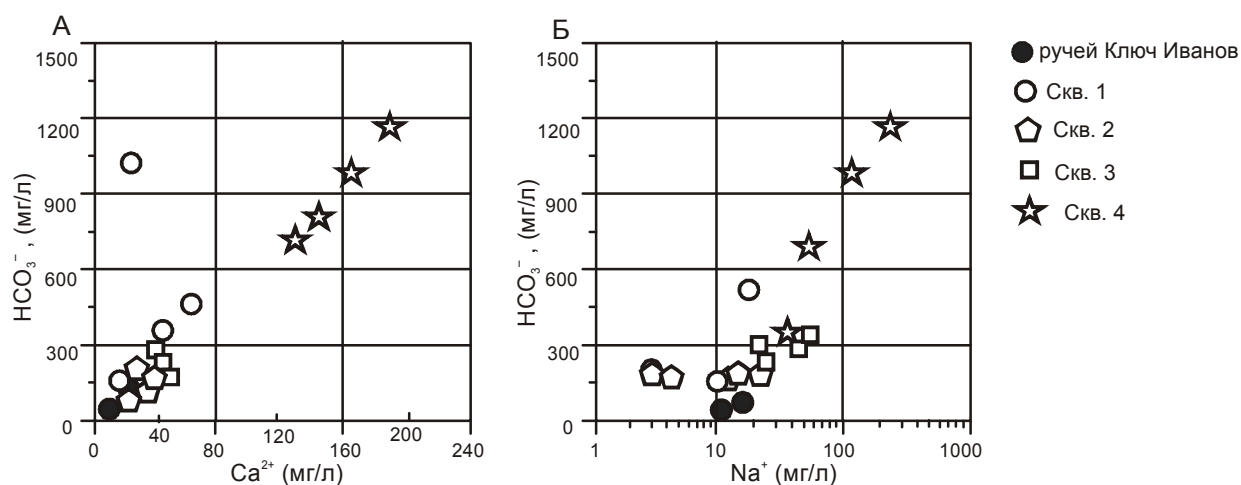 А
1500
1200
900
600
300
0
HCO₃⁻, (мг/л)
0 40 80 120 160 200 240
Ca²⁺ (мг/л)
Б
1500
1200
900
600
300
0
HCO₃⁻, (мг/л)
1 10 100 1000
Na⁺ (мг/л)
ручей Ключ Иванов
Скв. 1
Скв. 2
Скв. 3
Скв. 4